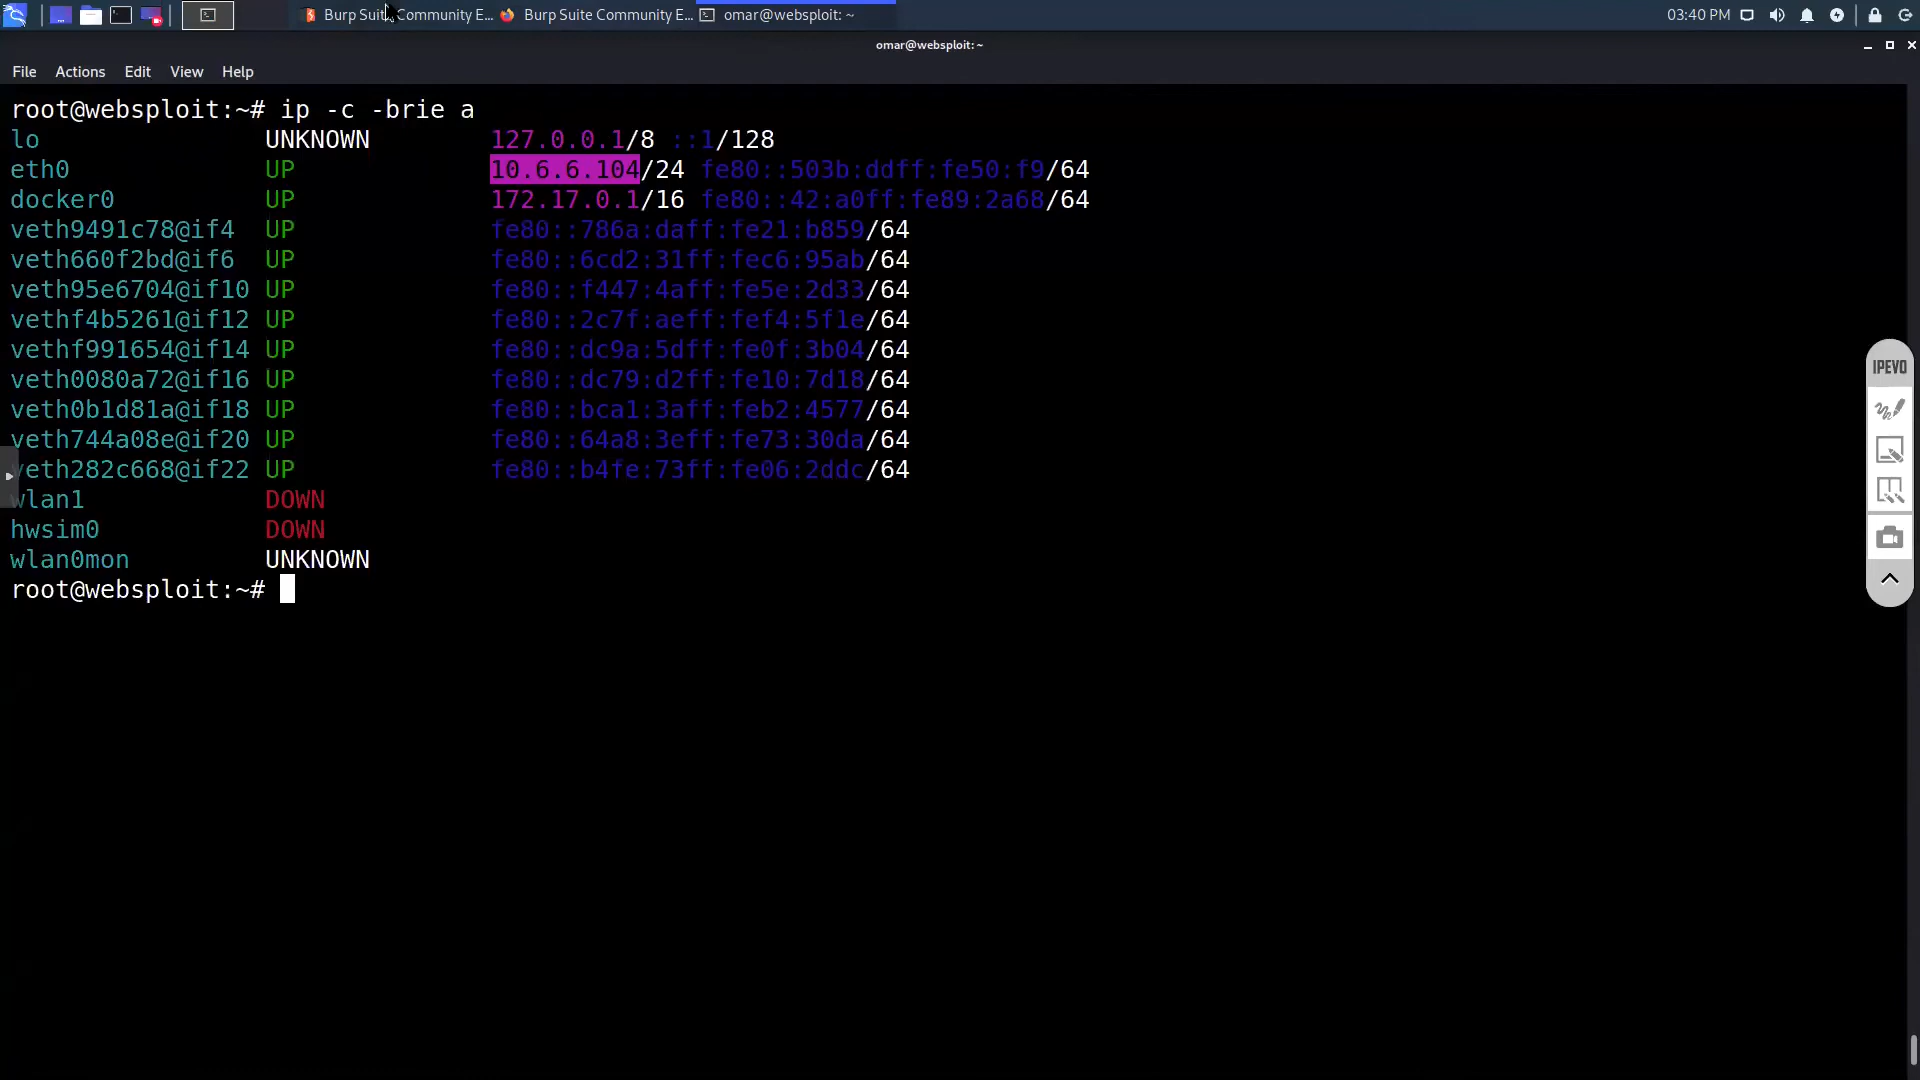 Burp Suite Community E... Burp Suite Community E... omar@websploit: ~ 03:40 PM
omar@websploit: ~
File Actions Edit View Help
root@websploit:~# ip -c -brie a
lo UNKNOWN 127.0.0.1/8 ::1/128
eth0 UP 10.6.6.104/24 fe80::503b:ddff:fe50:f9/64
docker0 UP 172.17.0.1/16 fe80::42:a0ff:fe89:2a68/64
veth9491c78@if4 UP fe80::786a:daff:fe21:b859/64
veth660f2bd@if6 UP fe80::6cd2:31ff:fec6:95ab/64
veth95e6704@if10 UP fe80::f447:4aff:fe5e:2d33/64
vethf4b5261@if12 UP fe80::2c7f:aeff:fef4:5f1e/64
vethf991654@if14 UP fe80::dc9a:5dff:fe0f:3b04/64
IPEVO
veth0080a72@if16 UP fe80::dc79:d2ff:fe10:7d18/64
veth0b1d81a@if18 UP fe80::bca1:3aff:feb2:4577/64
veth744a08e@if20 UP fe80::64a8:3eff:fe73:30da/64
veth282c668@if22 UP fe80::b4fe:73ff:fe06:2ddc/64
wlan1 DOWN
hwsim0 DOWN
wlan0mon UNKNOWN
root@websploit:~#